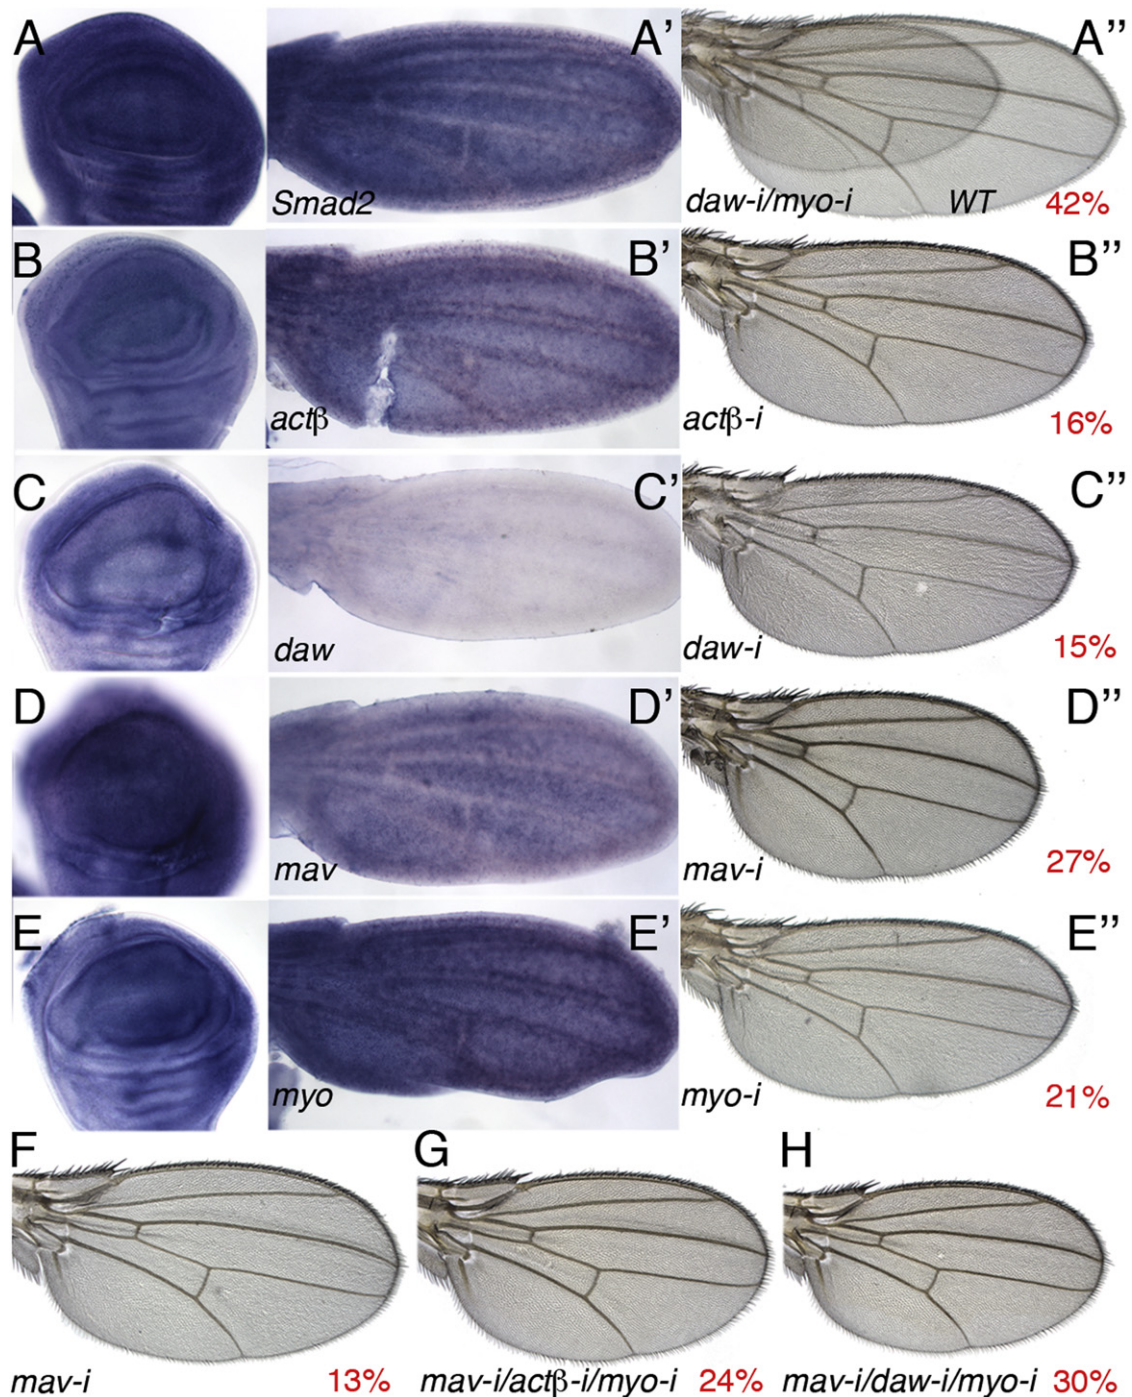 A A’ A’’
Smad2 daw-i/myo-i WT 42%
B B’ B’’
actβ actβ-i 16%
C C’ C’’
daw daw-i 15%
D D’ D’’
mav mav-i 27%
E E’ E’’
myo myo-i 21%
F G H
mav-i 13% mav-i/actβ-i/myo-i 24% mav-i/daw-i/myo-i 30%